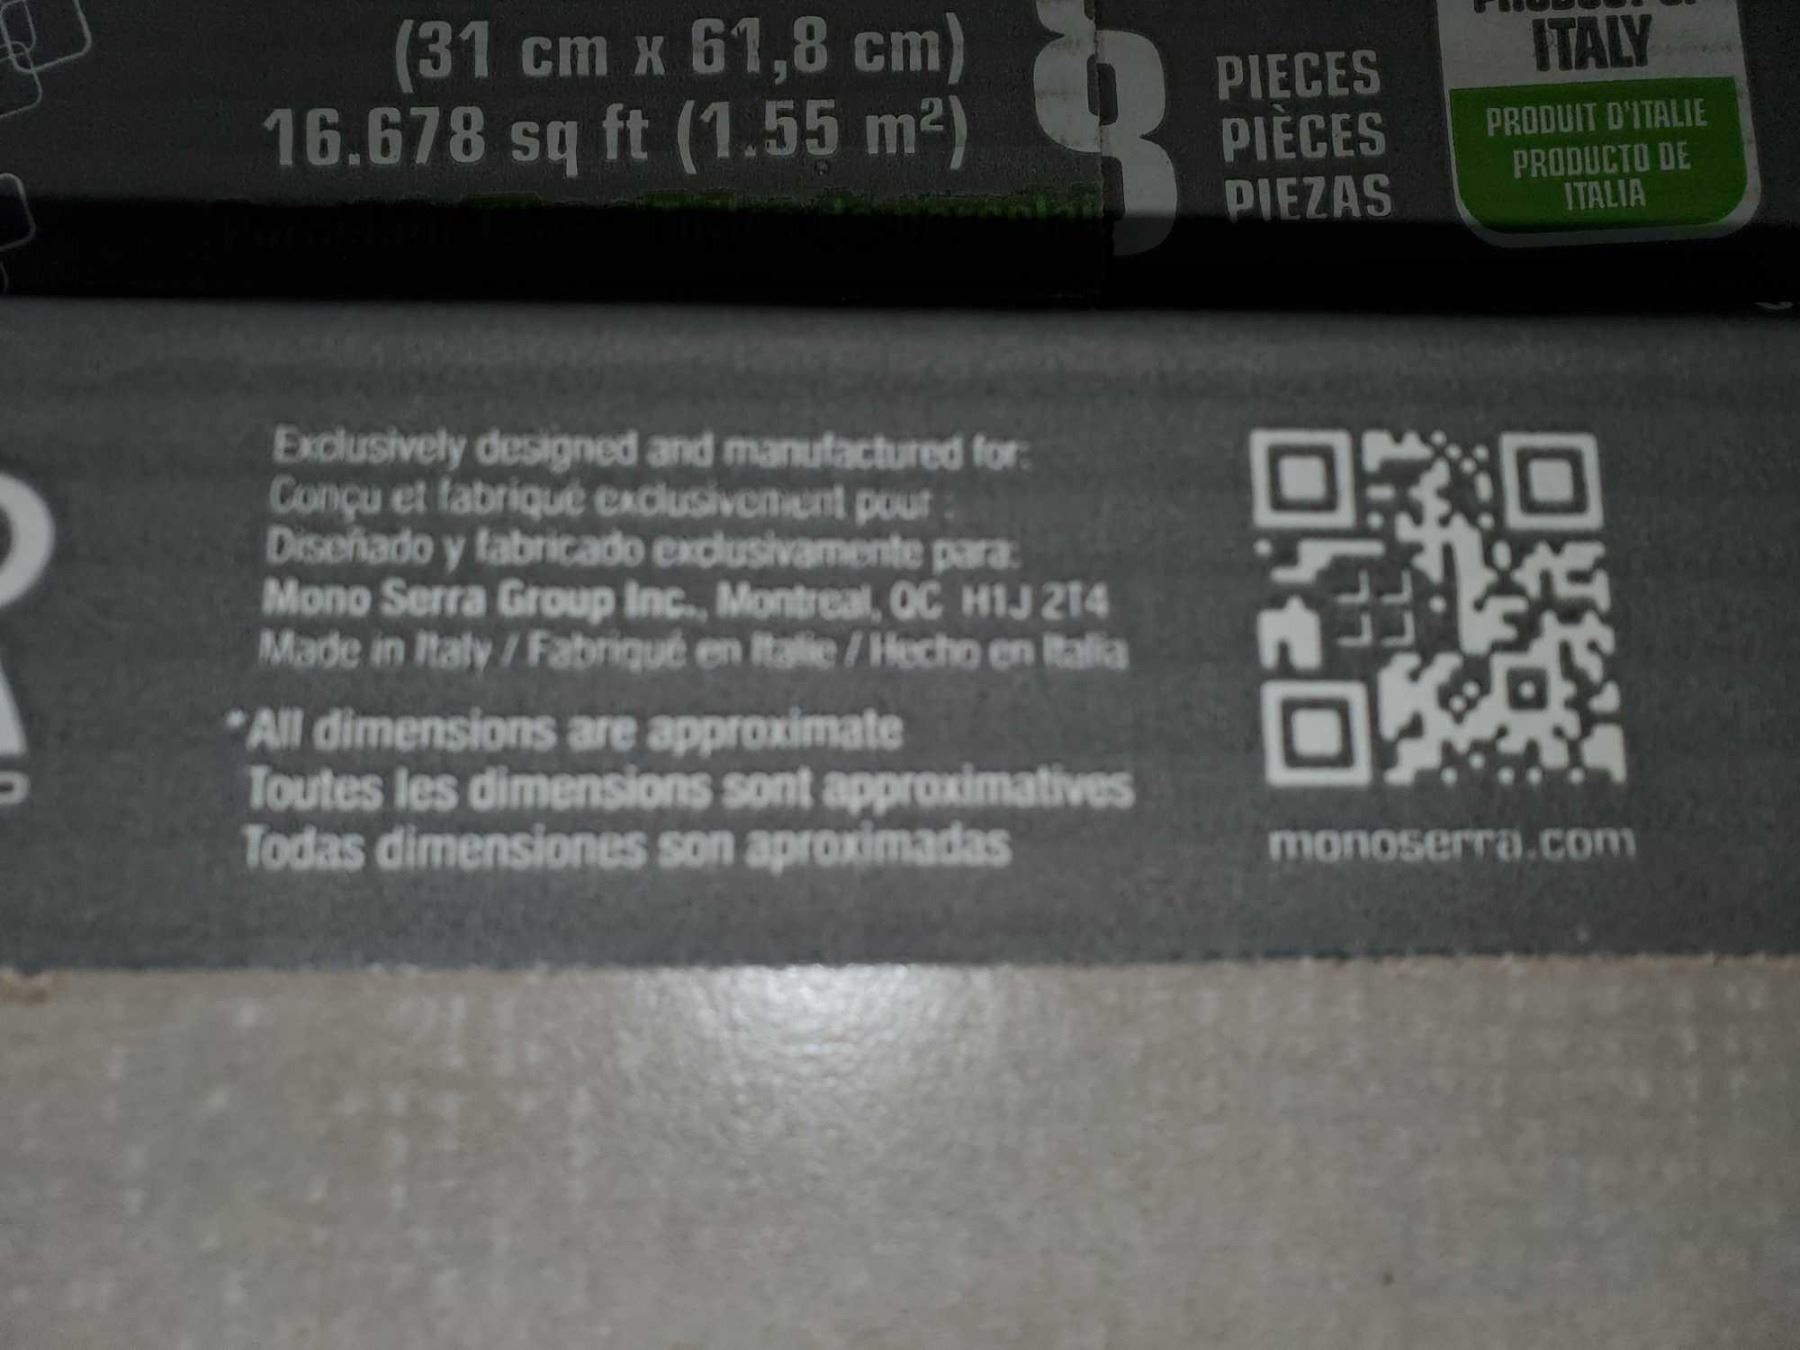 (31 cm x 61,8 cm)
16.678 sq ft (1.55 m²)
8
PIECES
PIÈCES
PIEZAS
PRODUCT OF
ITALY
PRODUIT D'ITALIE
PRODUCTO DE
ITALIA
Exclusively designed and manufactured for:
Conçu et fabriqué exclusivement pour :
Diseñado y fabricado exclusivamente para:
Mono Serra Group Inc., Montreal, QC H1J 2T4
Made in Italy / Fabriqué en Italie / Hecho en Italia
*All dimensions are approximate
Toutes les dimensions sont approximatives
Todas dimensiones son aproximadas
monoserra.com